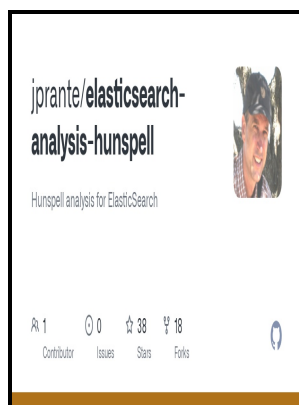 jprante/elasticsearch-
analysis-hunspell
Hunspell analysis for ElasticSearch
1 0 38 18
Contributor Issues Stars Forks